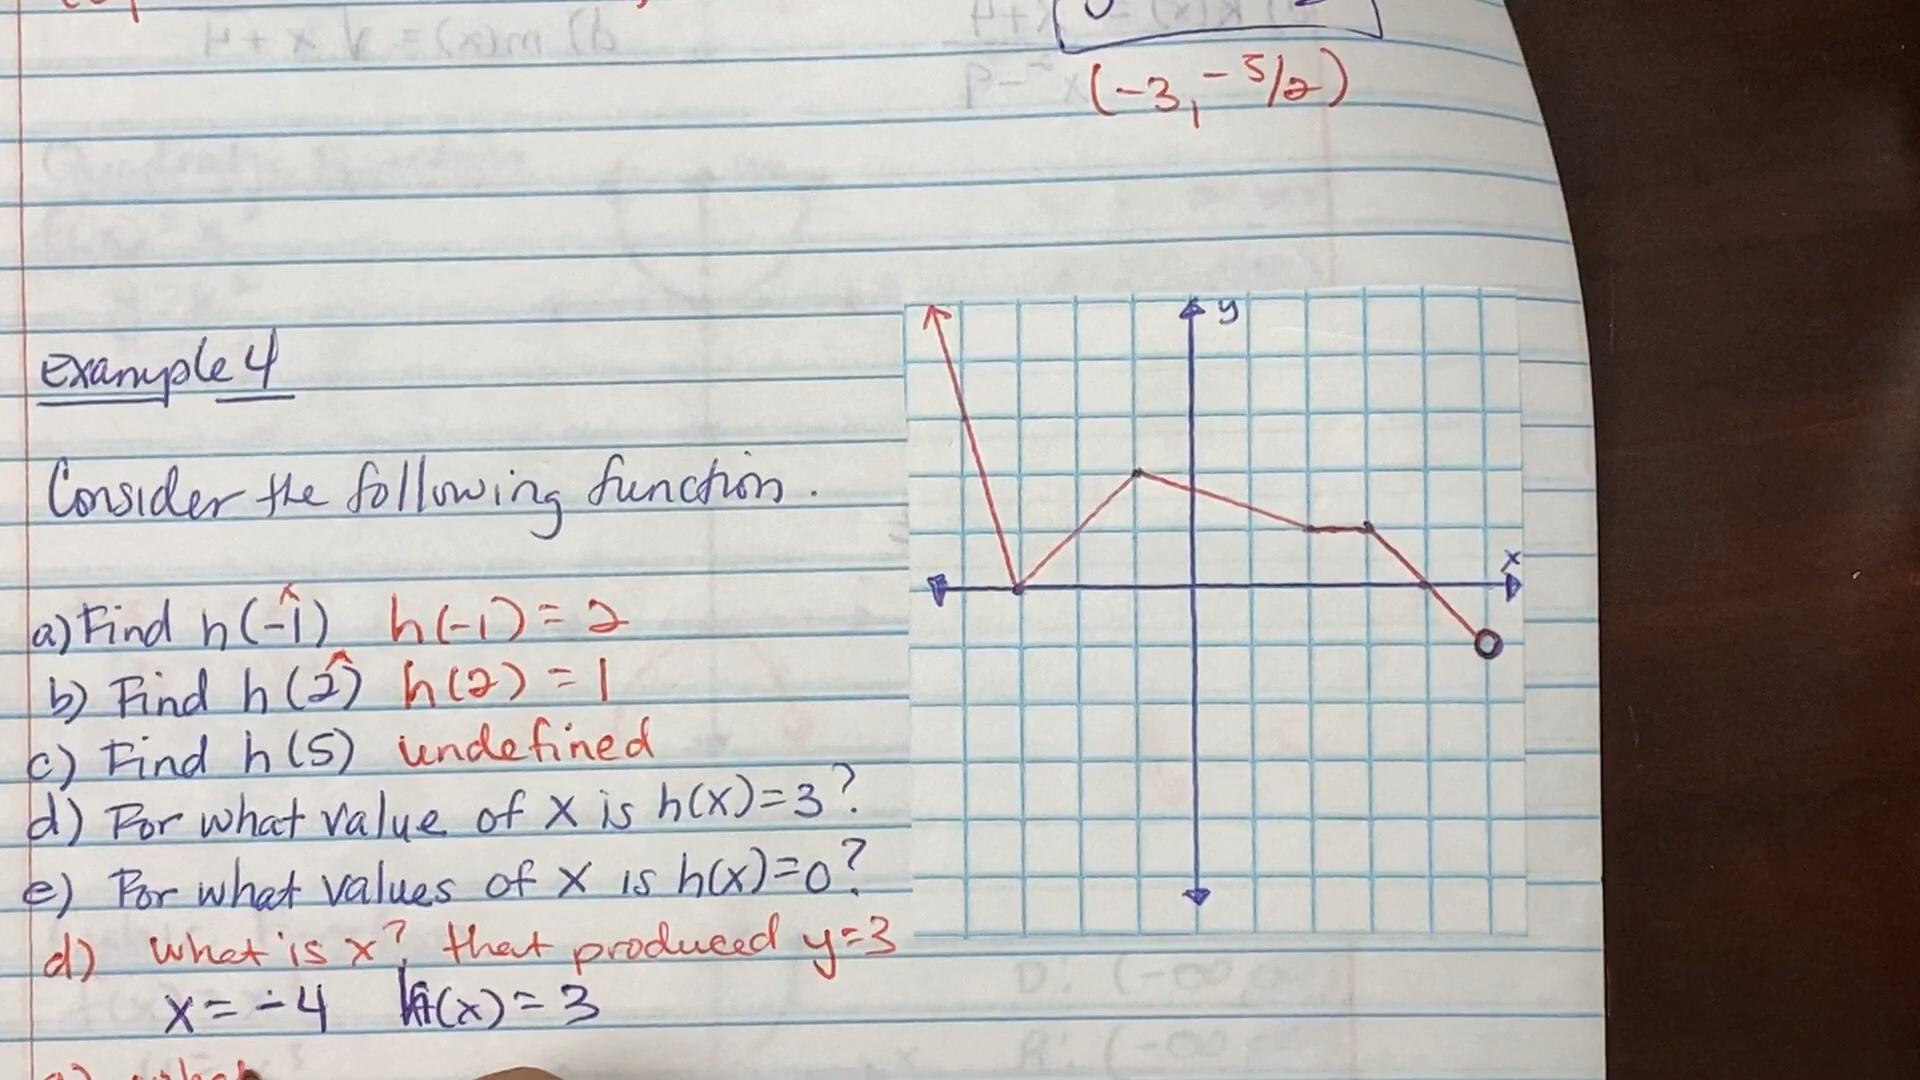 (-3, -5/2)
Example 4
Consider the following function.
a) Find h(-1) h(-1) = 2
b) Find h(2) h(2) = 1
c) Find h(5) undefined
d) For what value of x is h(x)=3?
e) For what values of x is h(x)=0?
d) what is x? that produced y=3
x = -4 h(x) = 3
y
x